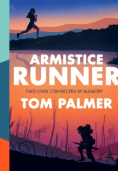 ARMISTICE
RUNNER
TWO LIVES CONNECTED BY MEMORY
TOM PALMER